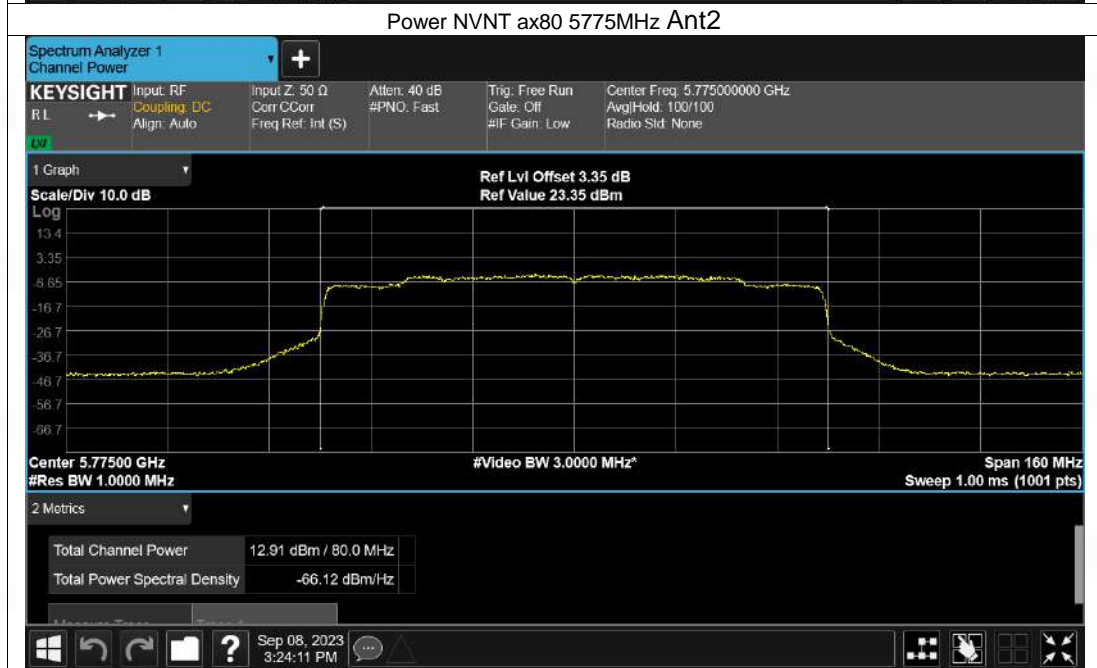 Power NVNT ax80 5775MHz Ant2
Spectrum Analyzer 1
Channel Power
+
KEYSIGHT
RL
LXI
Input: RF
Coupling: DC
Align: Auto
Input Z: 50 Ω
Corr CCorr
Freq Ref: Int (S)
Atten: 40 dB
#PNO: Fast
Trig: Free Run
Gate: Off
#IF Gain: Low
Center Freq: 5.775000000 GHz
Avg|Hold: 100/100
Radio Std: None
1 Graph
Scale/Div 10.0 dB
Ref Lvl Offset 3.35 dB
Ref Value 23.35 dBm
Log
13.4
3.35
-6.65
-16.7
-26.7
-36.7
-46.7
-56.7
-66.7
Center 5.77500 GHz
#Res BW 1.0000 MHz
#Video BW 3.0000 MHz*
Span 160 MHz
Sweep 1.00 ms (1001 pts)
2 Metrics
Total Channel Power 12.91 dBm / 80.0 MHz
Total Power Spectral Density -66.12 dBm/Hz
?
Sep 08, 2023
3:24:11 PM